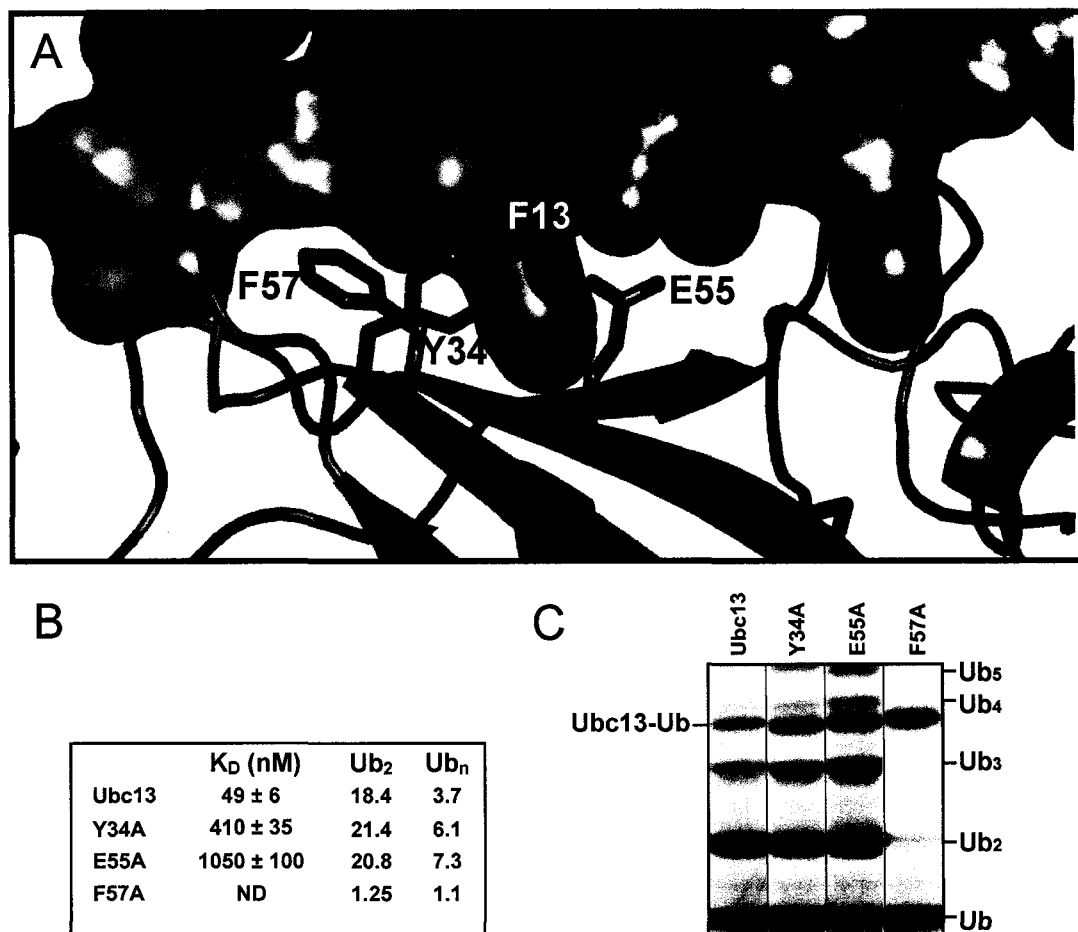 A
F13
F57
E55
Y34
B
K_D (nM) Ub₂ Ubₙ
Ubc13 49 ± 6 18.4 3.7
Y34A 410 ± 35 21.4 6.1
E55A 1050 ± 100 20.8 7.3
F57A ND 1.25 1.1
C
Ubc13 Y34A E55A F57A
Ub₅
Ub₄
Ubc13-Ub
Ub₃
Ub₂
Ub